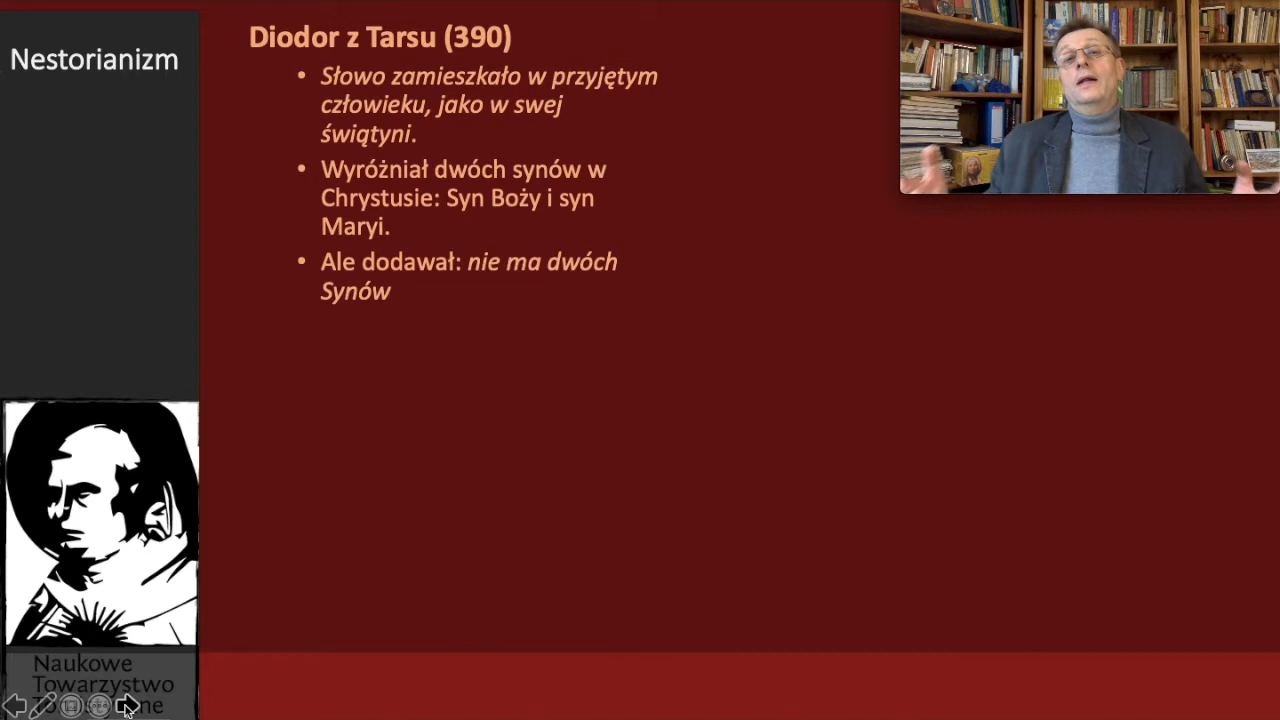 Nestorianizm
Diodor z Tarsu (390)
• Słowo zamieszkało w przyjętym
człowieku, jako w swej
świątyni.
• Wyróżniał dwóch synów w
Chrystusie: Syn Boży i syn
Maryi.
• Ale dodawał: nie ma dwóch
Synów
Naukowe
Towarzystwo